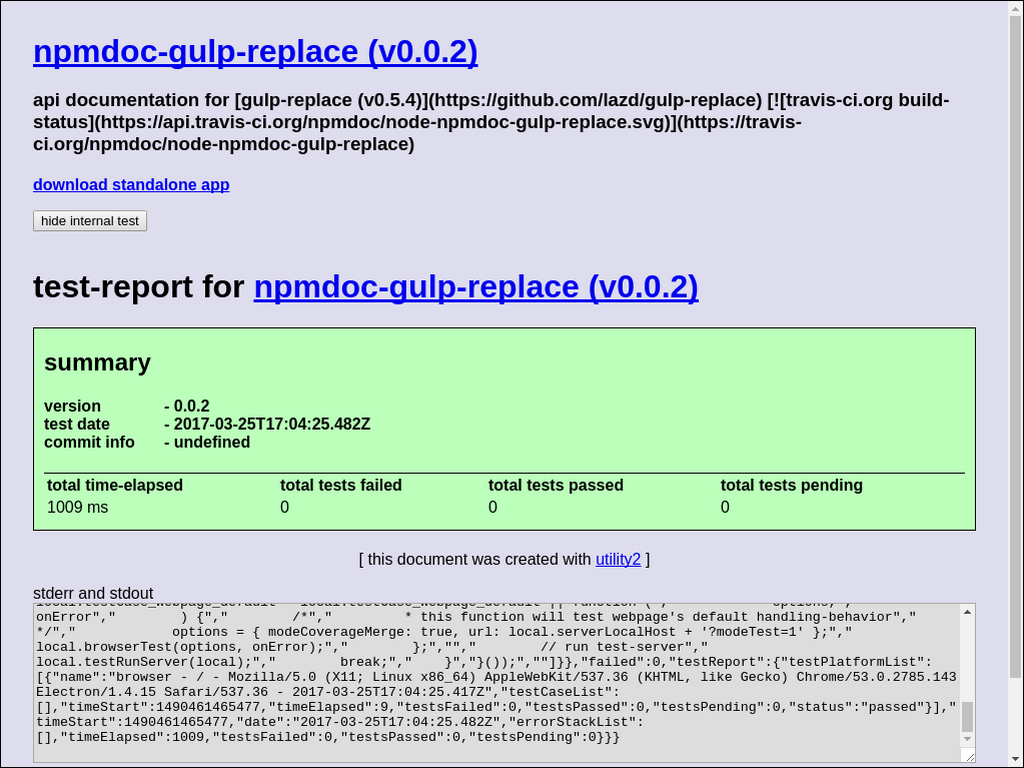 npmdoc-gulp-replace (v0.0.2)
api documentation for [gulp-replace (v0.5.4)](https://github.com/lazd/gulp-replace) [![travis-ci.org build-
status](https://api.travis-ci.org/npmdoc/node-npmdoc-gulp-replace.svg)](https://travis-
ci.org/npmdoc/node-npmdoc-gulp-replace)
download standalone app
hide internal test
test-report for npmdoc-gulp-replace (v0.0.2)
summary
version - 0.0.2
test date - 2017-03-25T17:04:25.482Z
commit info - undefined
total time-elapsed total tests failed total tests passed total tests pending
1009 ms 0 0 0
[ this document was created with utility2 ]
stderr and stdout
onError","        ) {","        /*","         * this function will test webpage's default handling-behavior","
*/","            options = { modeCoverageMerge: true, url: local.serverLocalHost + '?modeTest=1' };","
local.browserTest(options, onError);","        };","","        // run test-server","
local.testRunServer(local);","        break;","    }","}());",""]}},"failed":0,"testReport":{"testPlatformList":
[{"name":"browser - / - Mozilla/5.0 (X11; Linux x86_64) AppleWebKit/537.36 (KHTML, like Gecko) Chrome/53.0.2785.143
Electron/1.4.15 Safari/537.36 - 2017-03-25T17:04:25.417Z","testCaseList":
[],"timeStart":1490461465477,"timeElapsed":9,"testsFailed":0,"testsPassed":0,"testsPending":0,"status":"passed"}],"
timeStart":1490461465477,"date":"2017-03-25T17:04:25.482Z","errorStackList":
[],"timeElapsed":1009,"testsFailed":0,"testsPassed":0,"testsPending":0}}}